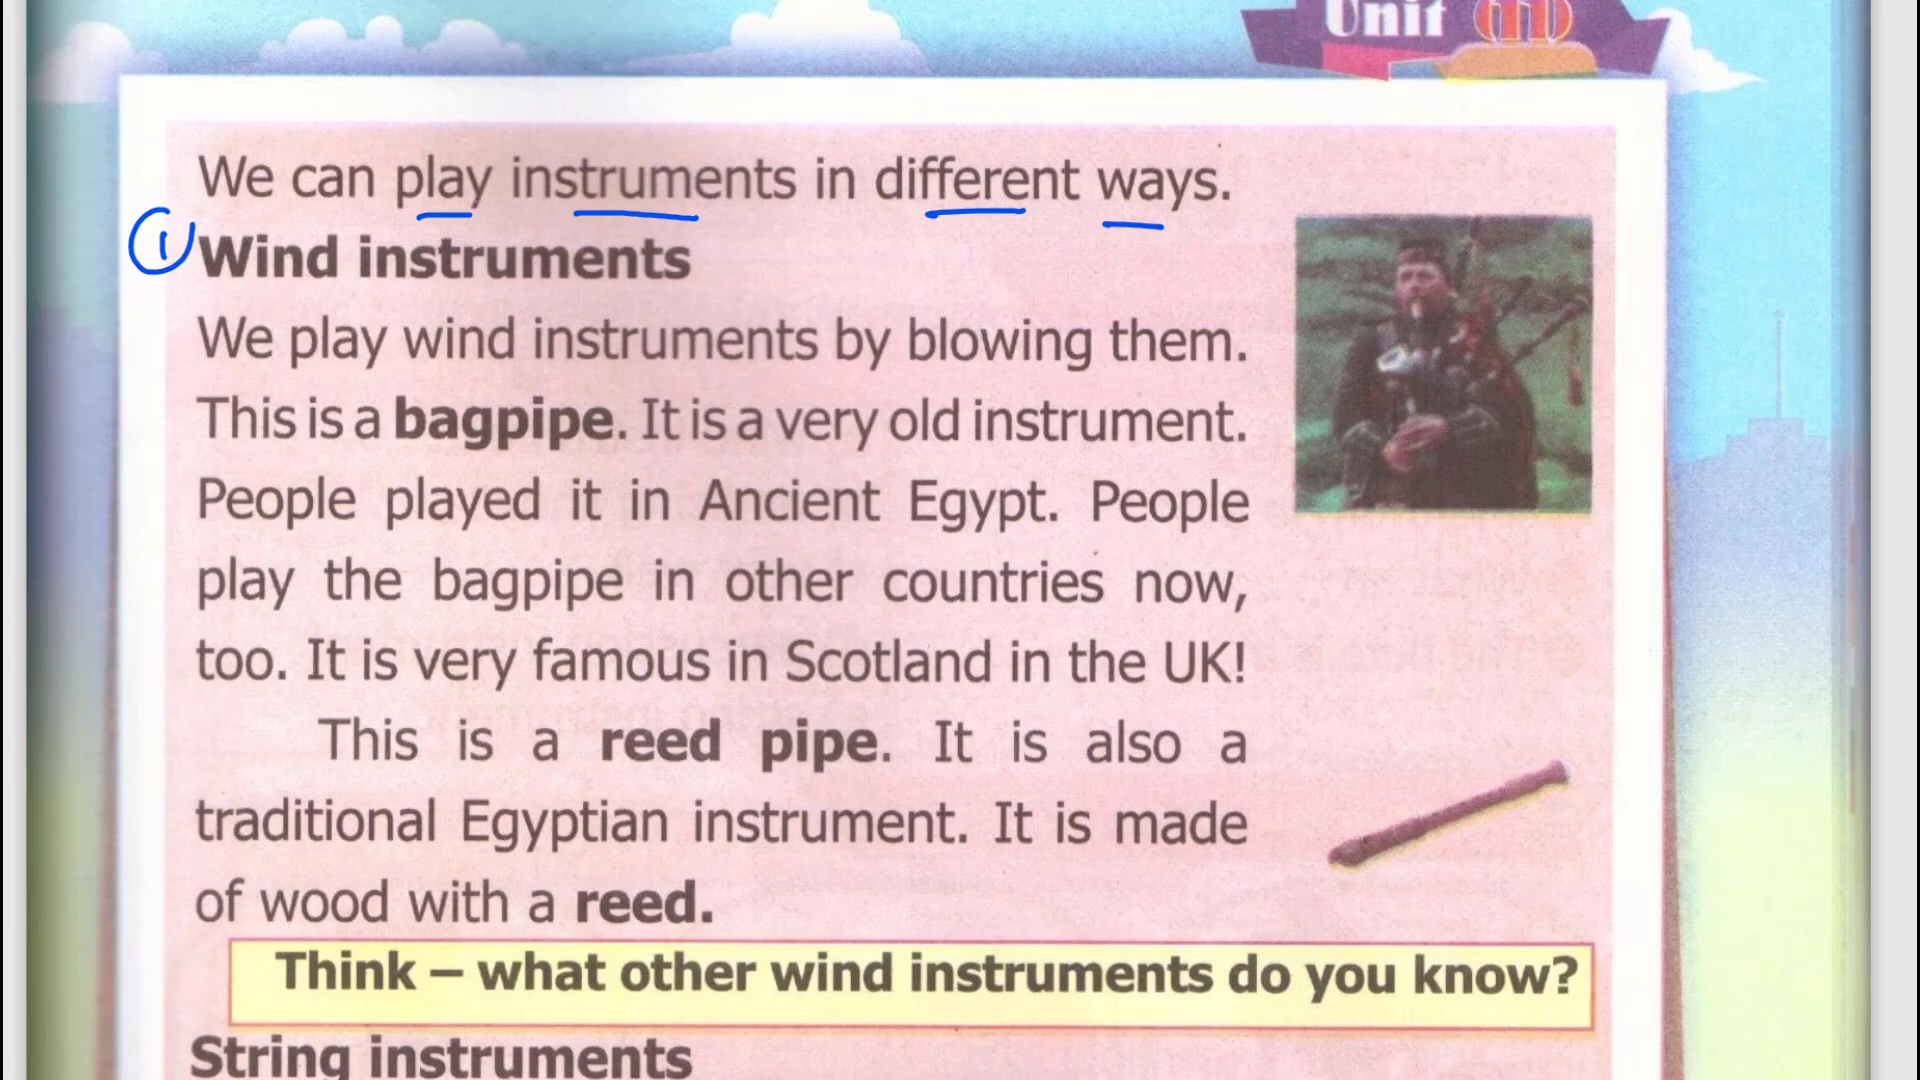 Unit 11
We can play instruments in different ways.
1 Wind instruments
We play wind instruments by blowing them.
This is a bagpipe. It is a very old instrument.
People played it in Ancient Egypt. People
play the bagpipe in other countries now,
too. It is very famous in Scotland in the UK!
This is a reed pipe. It is also a
traditional Egyptian instrument. It is made
of wood with a reed.
Think – what other wind instruments do you know?
String instruments